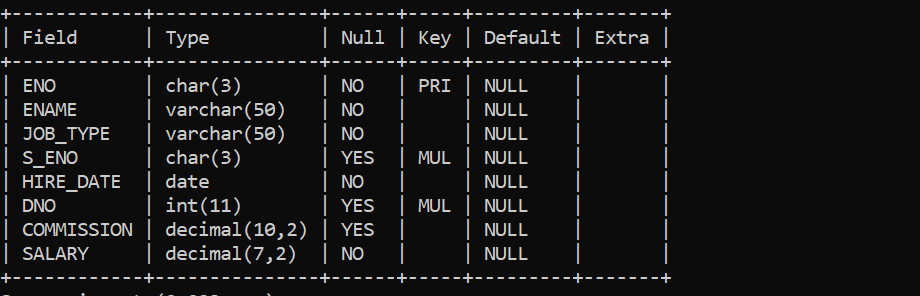 +------------+---------------+------+-----+---------+-------+
| Field      | Type          | Null | Key | Default | Extra |
+------------+---------------+------+-----+---------+-------+
| ENO        | char(3)       | NO   | PRI | NULL    |       |
| ENAME      | varchar(50)   | NO   |     | NULL    |       |
| JOB_TYPE   | varchar(50)   | NO   |     | NULL    |       |
| S_ENO      | char(3)       | YES  | MUL | NULL    |       |
| HIRE_DATE  | date          | NO   |     | NULL    |       |
| DNO        | int(11)       | YES  | MUL | NULL    |       |
| COMMISSION | decimal(10,2) | YES  |     | NULL    |       |
| SALARY     | decimal(7,2)  | NO   |     | NULL    |       |
+------------+---------------+------+-----+---------+-------+